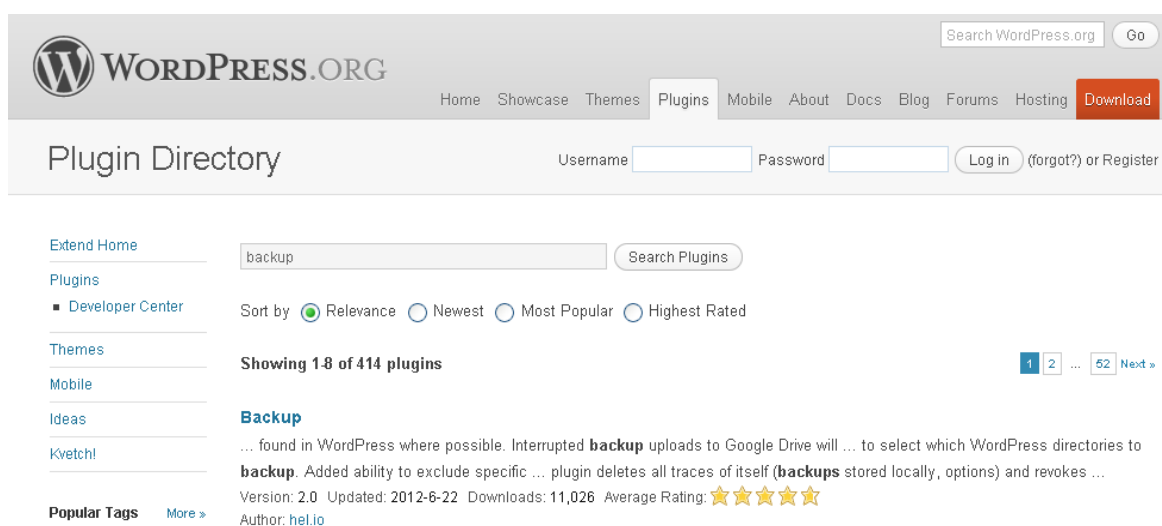 Search WordPress.org Go
WORDPRESS.ORG
Home Showcase Themes Plugins Mobile About Docs Blog Forums Hosting Download
Plugin Directory
Username Password Log in (forgot?) or Register
Extend Home
Plugins
Developer Center
Themes
Mobile
Ideas
Kvetch!
Popular Tags More »
backup Search Plugins
Sort by Relevance Newest Most Popular Highest Rated
Showing 1-8 of 414 plugins
1 2 ... 52 Next »
Backup
... found in WordPress where possible. Interrupted backup uploads to Google Drive will ... to select which WordPress directories to
backup. Added ability to exclude specific ... plugin deletes all traces of itself (backups stored locally, options) and revokes ...
Version: 2.0 Updated: 2012-6-22 Downloads: 11,026 Average Rating:
Author: hel.io